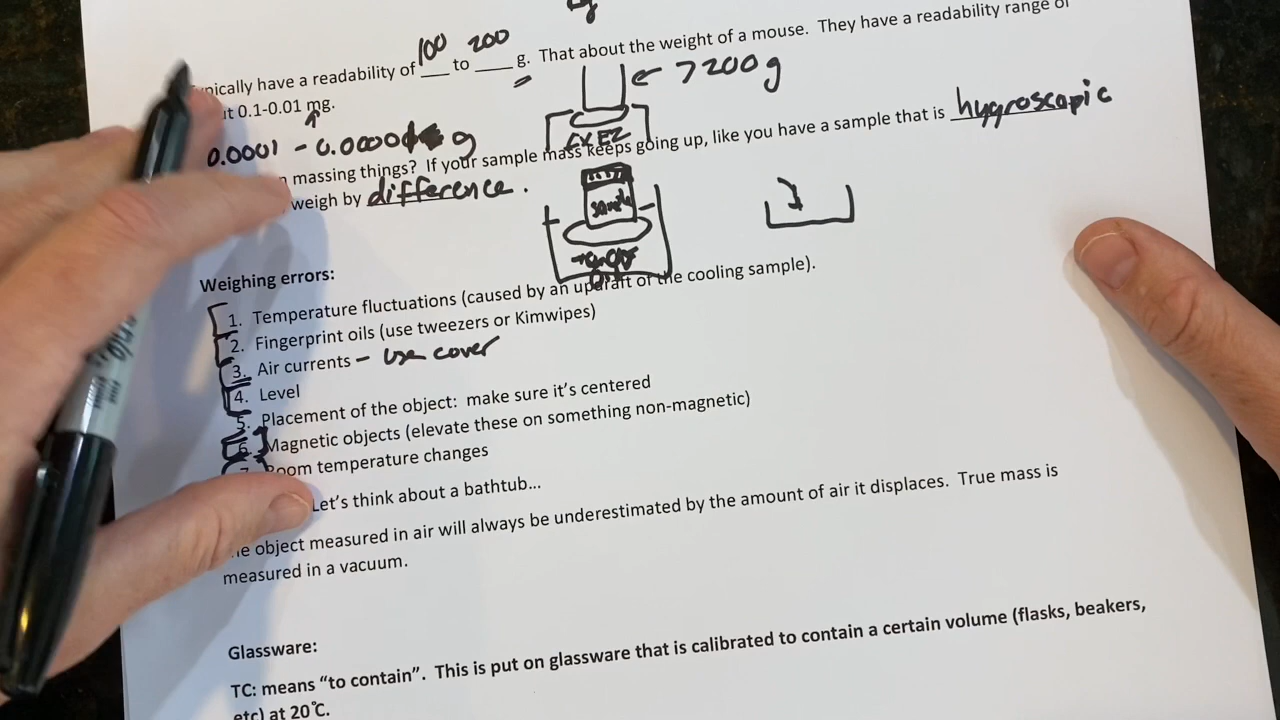 100 200
pically have a readability of ___ to ____ g. That about the weight of a mouse. They have a readability range of
← 7200g
t 0.1-0.01 mg.
0.0001 - 0.00001 g
n massing things? If your sample mass keeps going up, like you have a sample that is hygroscopic
weigh by difference.
sample
Weighing errors:
1. Temperature fluctuations (caused by an updraft of the cooling sample).
2. Fingerprint oils (use tweezers or Kimwipes)
3. Air currents - use cover
4. Level
5. Placement of the object: make sure it's centered
6. Magnetic objects (elevate these on something non-magnetic)
7. Room temperature changes
Let's think about a bathtub...
e object measured in air will always be underestimated by the amount of air it displaces. True mass is
measured in a vacuum.
Glassware:
TC: means "to contain". This is put on glassware that is calibrated to contain a certain volume (flasks, beakers,
etc) at 20°C.